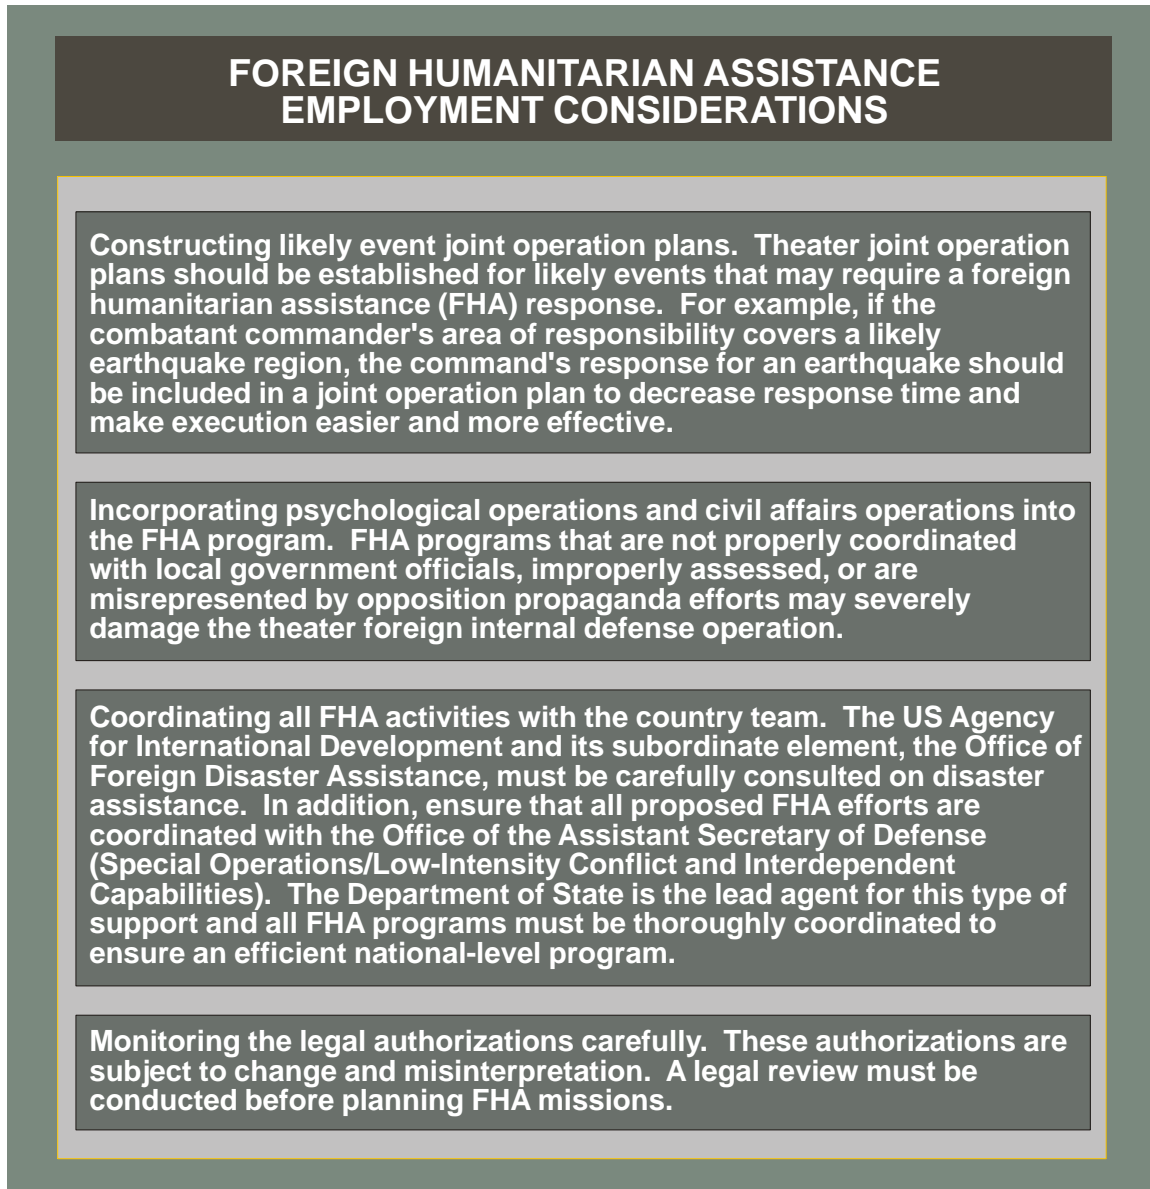 FOREIGN HUMANITARIAN ASSISTANCE
EMPLOYMENT CONSIDERATIONS
Constructing likely event joint operation plans.  Theater joint operation
plans should be established for likely events that may require a foreign
humanitarian assistance (FHA) response.  For example, if the
combatant commander's area of responsibility covers a likely
earthquake region, the command's response for an earthquake should
be included in a joint operation plan to decrease response time and
make execution easier and more effective.
Incorporating psychological operations and civil affairs operations into
the FHA program.  FHA programs that are not properly coordinated
with local government officials, improperly assessed, or are
misrepresented by opposition propaganda efforts may severely
damage the theater foreign internal defense operation.
Coordinating all FHA activities with the country team.  The US Agency
for International Development and its subordinate element, the Office of
Foreign Disaster Assistance, must be carefully consulted on disaster
assistance.  In addition, ensure that all proposed FHA efforts are
coordinated with the Office of the Assistant Secretary of Defense
(Special Operations/Low-Intensity Conflict and Interdependent
Capabilities).  The Department of State is the lead agent for this type of
support and all FHA programs must be thoroughly coordinated to
ensure an efficient national-level program.
Monitoring the legal authorizations carefully.  These authorizations are
subject to change and misinterpretation.  A legal review must be
conducted before planning FHA missions.